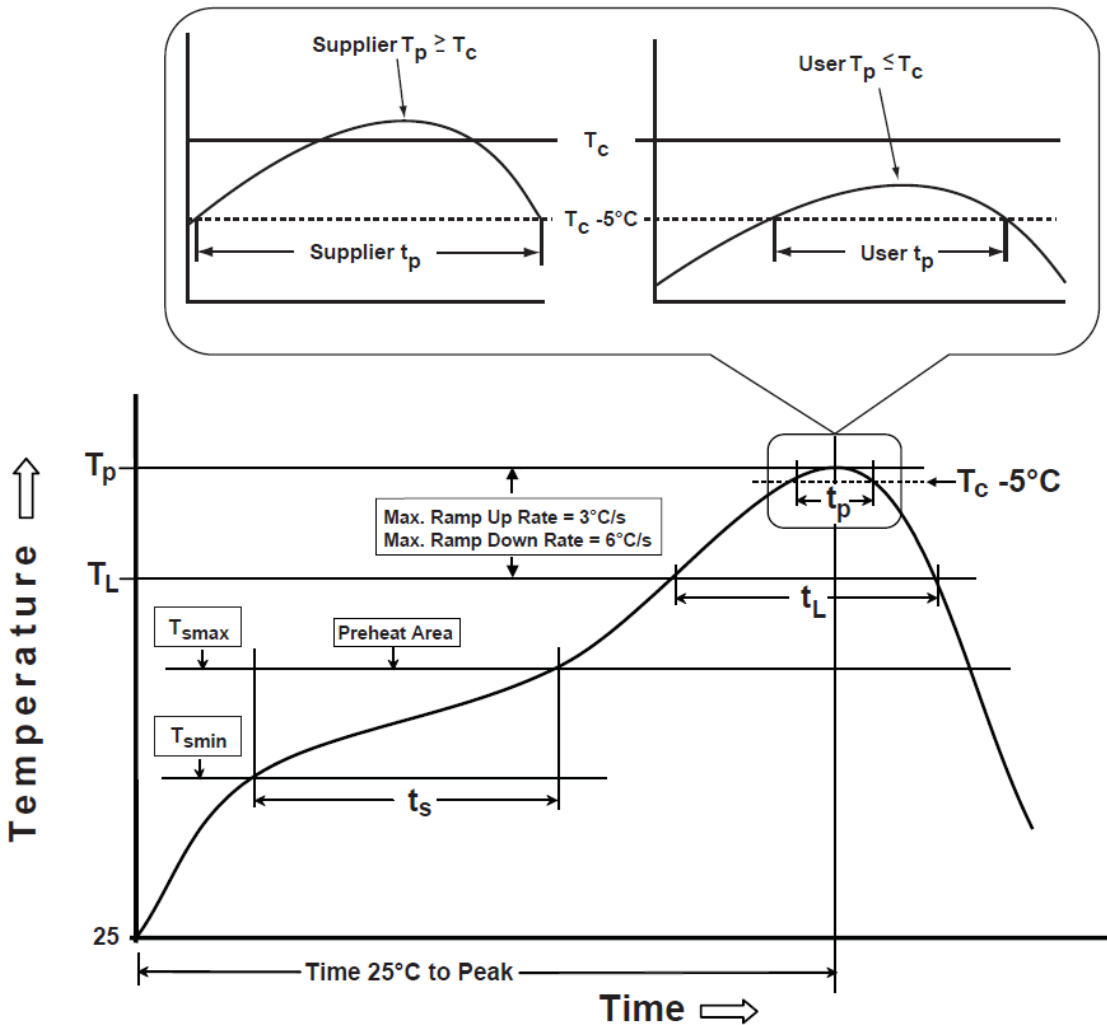 Supplier Tp ≥ Tc
User Tp ≤ Tc
Tc
Tc -5°C
Supplier tp
User tp
Tp
Tc -5°C
tp
Max. Ramp Up Rate = 3°C/s
Max. Ramp Down Rate = 6°C/s
TL
tL
Tsmax
Preheat Area
Tsmin
ts
Temperature
25
Time 25°C to Peak
Time